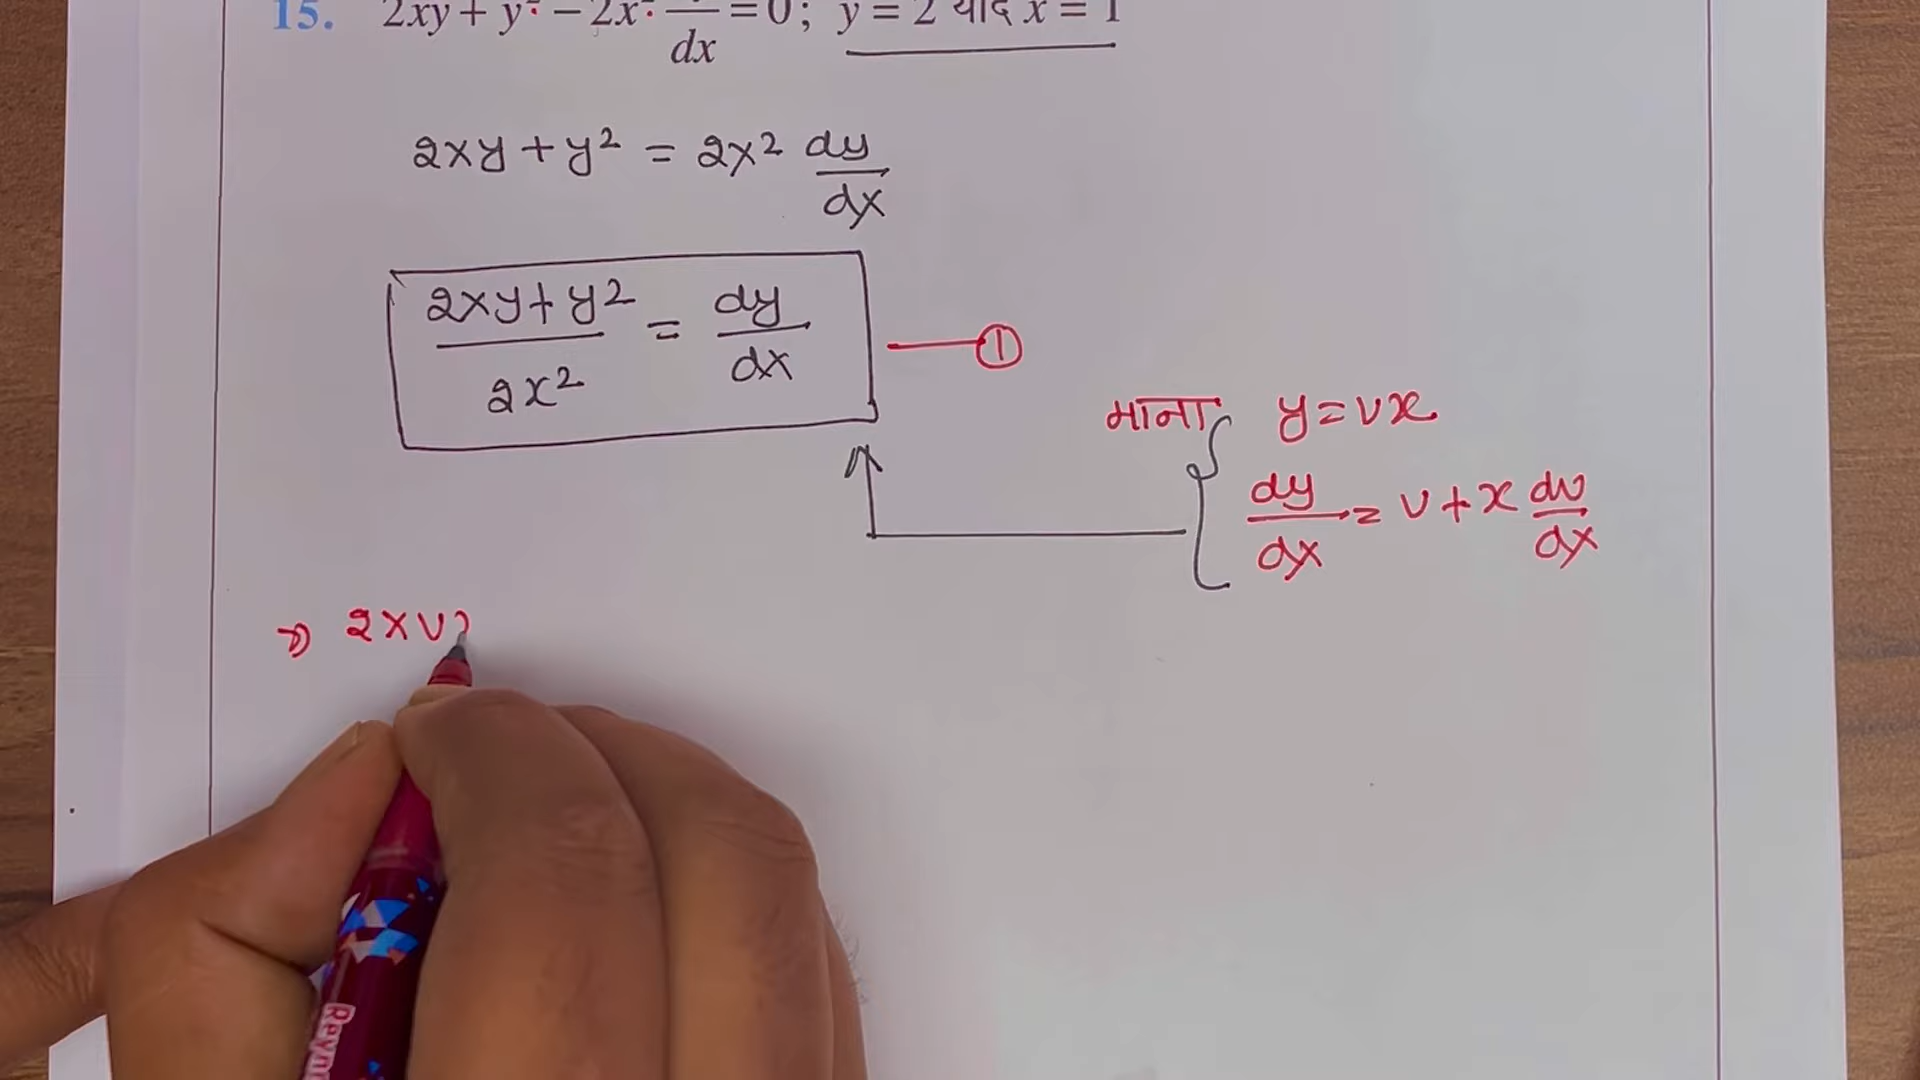 15. 2xy + y² − 2x² dy/dx = 0; y = 2 यदि x = 1
2xy + y² = 2x² dy/dx
(2xy + y²)/2x² = dy/dx ——①
माना y = vx
dy/dx = v + x dv/dx
⇒ 2xv
Reyn